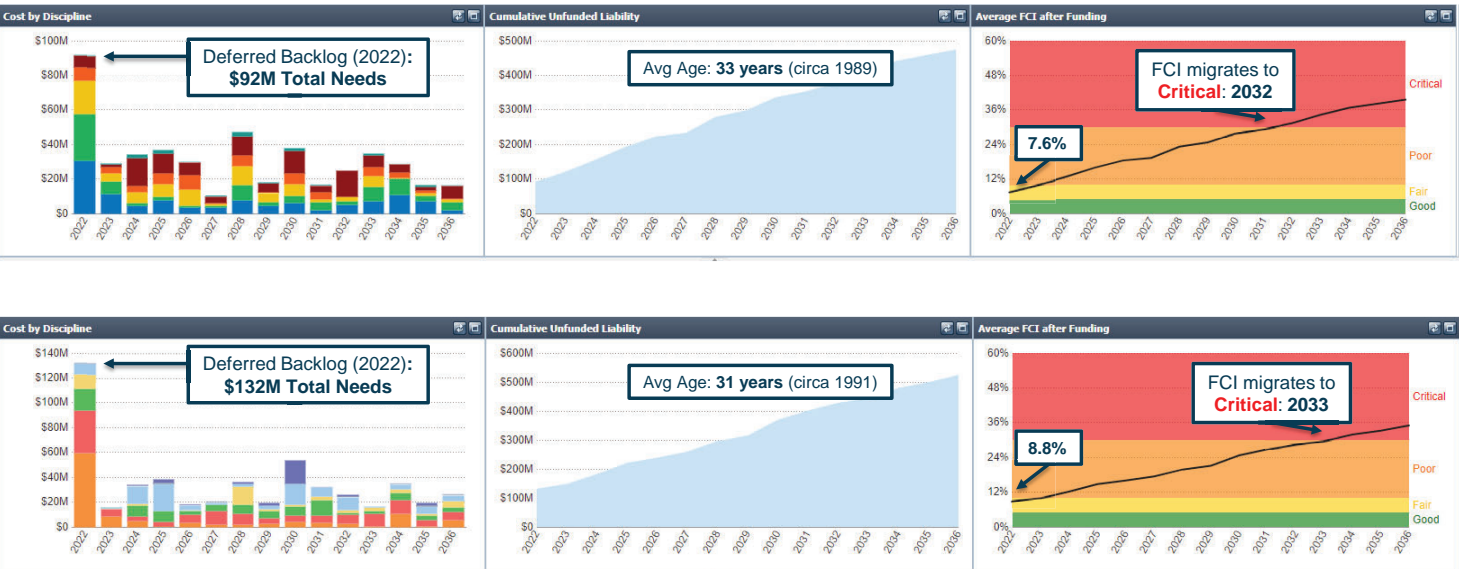 Cost by Discipline
$100M
$80M
$60M
$40M
$20M
$0
2022 2023 2024 2025 2026 2027 2028 2029 2030 2031 2032 2033 2034 2035 2036
Deferred Backlog (2022):
$92M Total Needs
Cumulative Unfunded Liability
$500M
$400M
$300M
$200M
$100M
$0
2022 2023 2024 2025 2026 2027 2028 2029 2030 2031 2032 2033 2034 2035 2036
Avg Age: 33 years (circa 1989)
Average FCI after Funding
60%
48%
36%
24%
12%
0%
2022 2023 2024 2025 2026 2027 2028 2029 2030 2031 2032 2033 2034 2035 2036
7.6%
FCI migrates to
Critical: 2032
Critical
Poor
Fair
Good
Cost by Discipline
$140M
$120M
$100M
$80M
$60M
$40M
$20M
$0
2022 2023 2024 2025 2026 2027 2028 2029 2030 2031 2032 2033 2034 2035 2036
Deferred Backlog (2022):
$132M Total Needs
Cumulative Unfunded Liability
$600M
$500M
$400M
$300M
$200M
$100M
$0
2022 2023 2024 2025 2026 2027 2028 2029 2030 2031 2032 2033 2034 2035 2036
Avg Age: 31 years (circa 1991)
Average FCI after Funding
60%
48%
36%
24%
12%
0%
2022 2023 2024 2025 2026 2027 2028 2029 2030 2031 2032 2033 2034 2035 2036
8.8%
FCI migrates to
Critical: 2033
Critical
Poor
Fair
Good